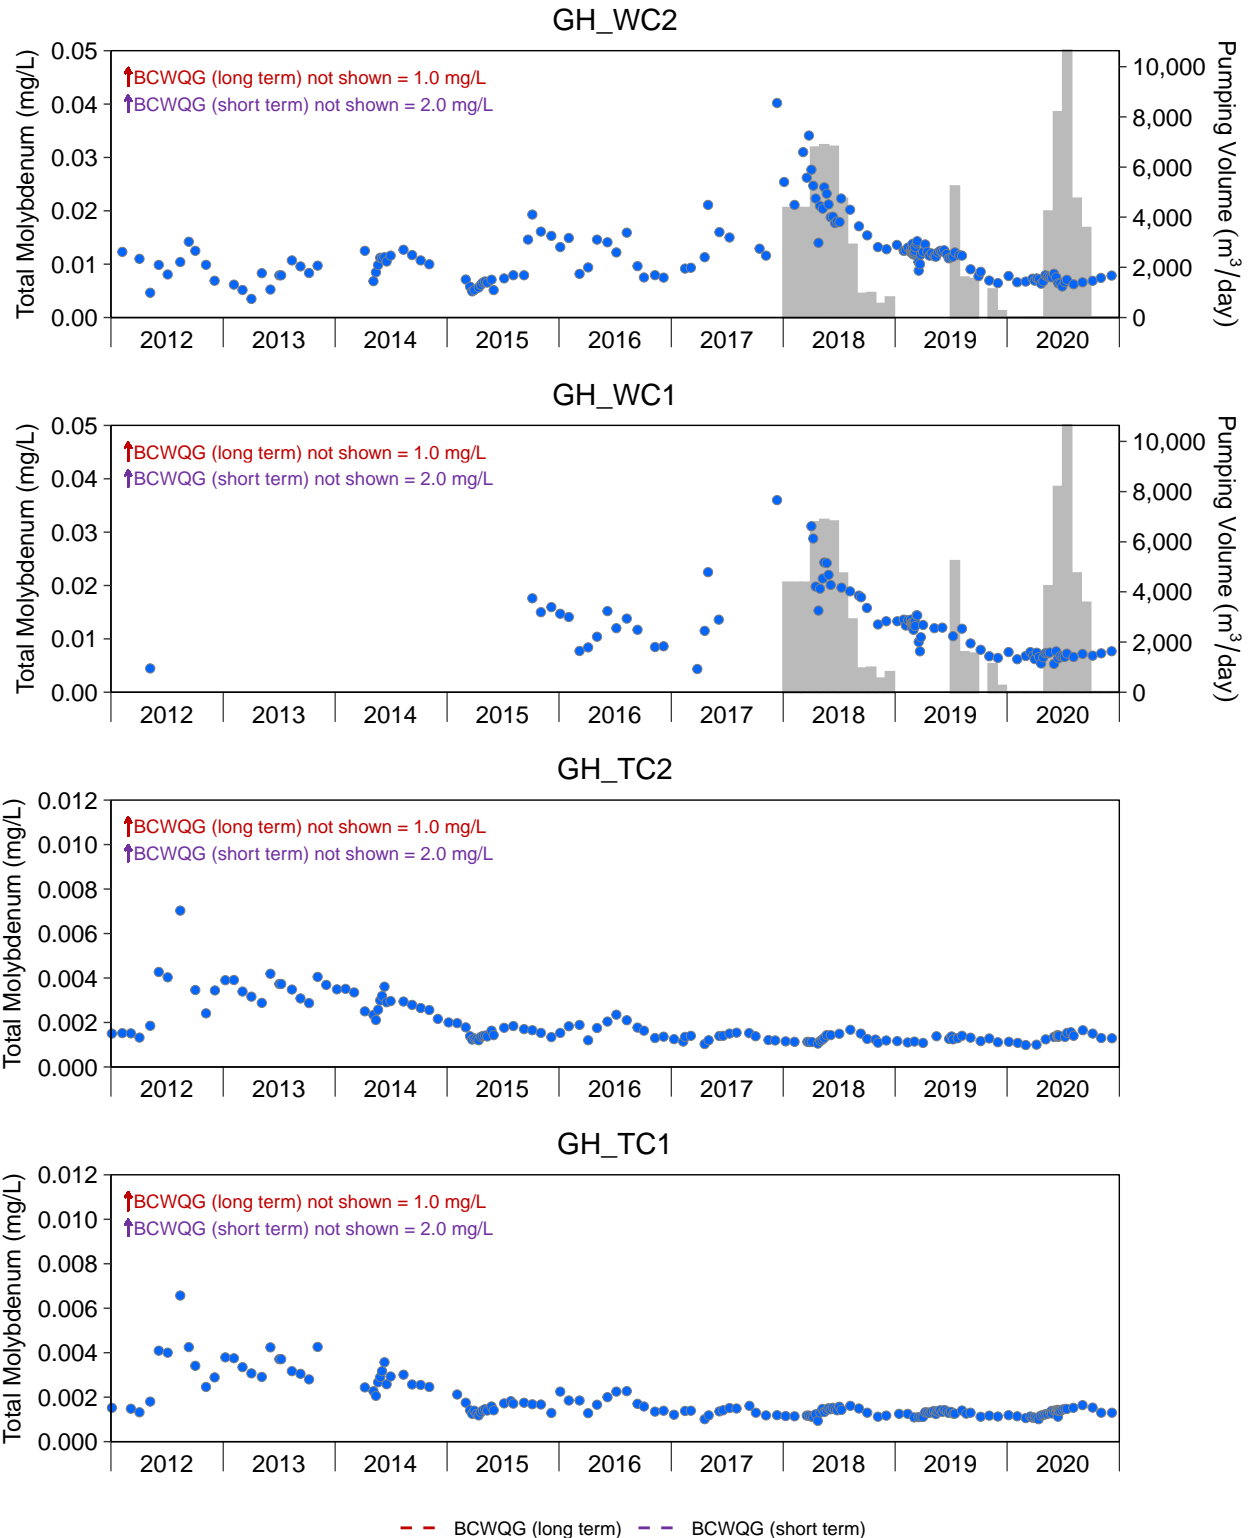 GH_WC2
Total Molybdenum (mg/L)
0.05
0.04
0.03
0.02
0.01
0.00
BCWQG (long term) not shown = 1.0 mg/L
BCWQG (short term) not shown = 2.0 mg/L
10,000
8,000
6,000
4,000
2,000
0
Pumping Volume (m³/day)
2012 2013 2014 2015 2016 2017 2018 2019 2020
GH_WC1
Total Molybdenum (mg/L)
0.05
0.04
0.03
0.02
0.01
0.00
BCWQG (long term) not shown = 1.0 mg/L
BCWQG (short term) not shown = 2.0 mg/L
10,000
8,000
6,000
4,000
2,000
0
Pumping Volume (m³/day)
2012 2013 2014 2015 2016 2017 2018 2019 2020
GH_TC2
Total Molybdenum (mg/L)
0.012
0.010
0.008
0.006
0.004
0.002
0.000
BCWQG (long term) not shown = 1.0 mg/L
BCWQG (short term) not shown = 2.0 mg/L
2012 2013 2014 2015 2016 2017 2018 2019 2020
GH_TC1
Total Molybdenum (mg/L)
0.012
0.010
0.008
0.006
0.004
0.002
0.000
BCWQG (long term) not shown = 1.0 mg/L
BCWQG (short term) not shown = 2.0 mg/L
2012 2013 2014 2015 2016 2017 2018 2019 2020
BCWQG (long term) BCWQG (short term)